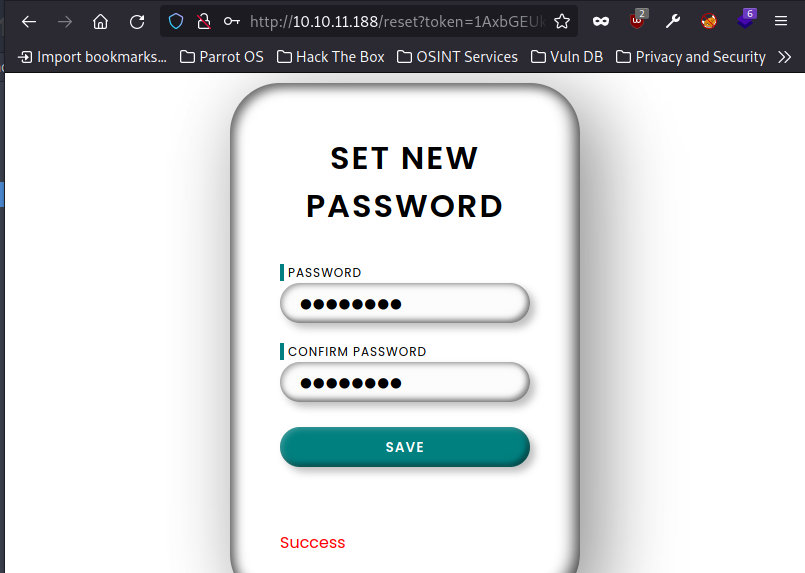 http://10.10.11.188/reset?token=1AxbGEU
2 6
Import bookmarks... Parrot OS Hack The Box OSINT Services Vuln DB Privacy and Security
SET NEW
PASSWORD
PASSWORD
CONFIRM PASSWORD
SAVE
Success